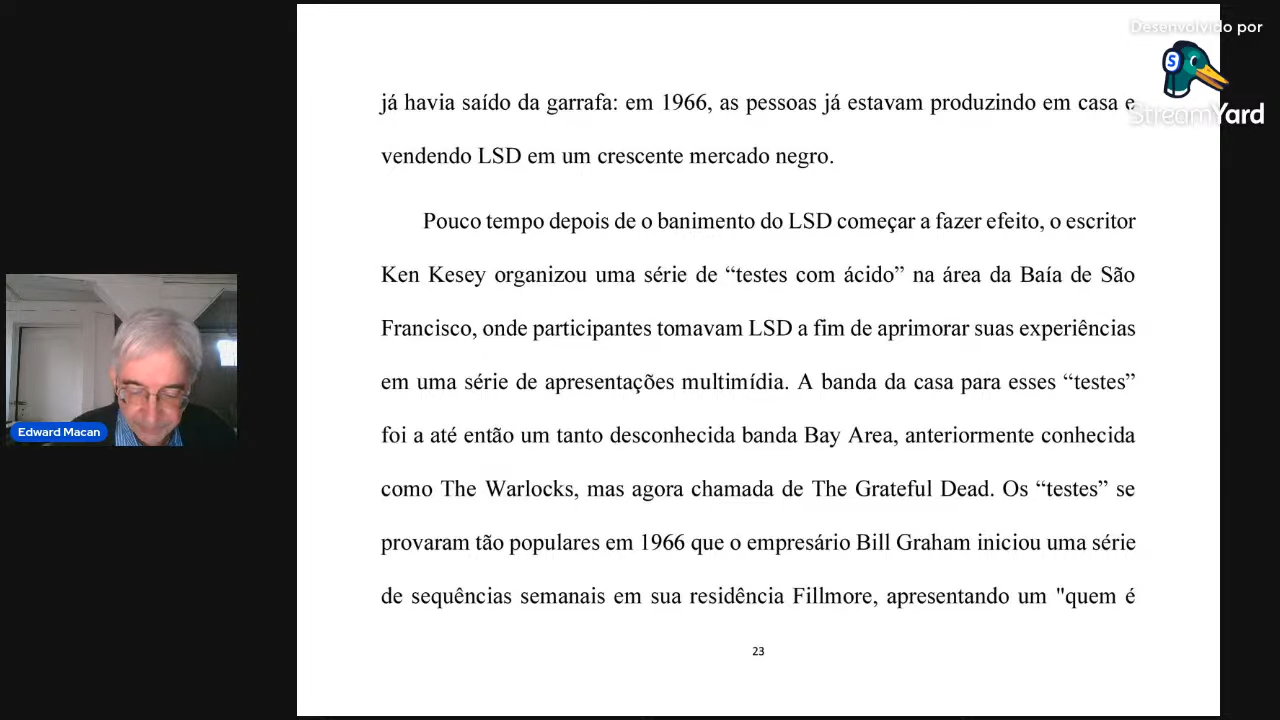 Desenvolvido por
StreamYard
já havia saído da garrafa: em 1966, as pessoas já estavam produzindo em casa e
vendendo LSD em um crescente mercado negro.
Pouco tempo depois de o banimento do LSD começar a fazer efeito, o escritor
Ken Kesey organizou uma série de “testes com ácido” na área da Baía de São
Francisco, onde participantes tomavam LSD a fim de aprimorar suas experiências
em uma série de apresentações multimídia. A banda da casa para esses “testes”
foi a até então um tanto desconhecida banda Bay Area, anteriormente conhecida
como The Warlocks, mas agora chamada de The Grateful Dead. Os “testes” se
provaram tão populares em 1966 que o empresário Bill Graham iniciou uma série
de sequências semanais em sua residência Fillmore, apresentando um "quem é
23
Edward Macan